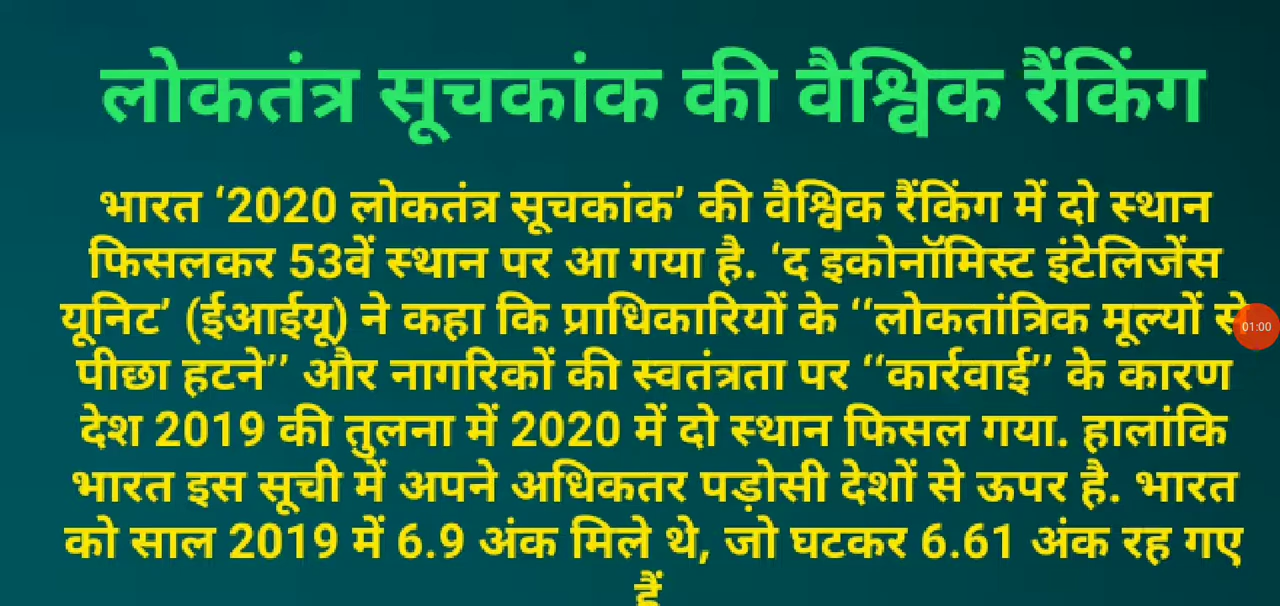 लोकतंत्र सूचकांक की वैश्विक रैंकिंग
भारत ‘2020 लोकतंत्र सूचकांक’ की वैश्विक रैंकिंग में दो स्थान
फिसलकर 53वें स्थान पर आ गया है. ‘द इकोनॉमिस्ट इंटेलिजेंस
यूनिट’ (ईआईयू) ने कहा कि प्राधिकारियों के ‘‘लोकतांत्रिक मूल्यों से
01:00
पीछा हटने’’ और नागरिकों की स्वतंत्रता पर ‘‘कार्रवाई’’ के कारण
देश 2019 की तुलना में 2020 में दो स्थान फिसल गया. हालांकि
भारत इस सूची में अपने अधिकतर पड़ोसी देशों से ऊपर है. भारत
को साल 2019 में 6.9 अंक मिले थे, जो घटकर 6.61 अंक रह गए
हैं